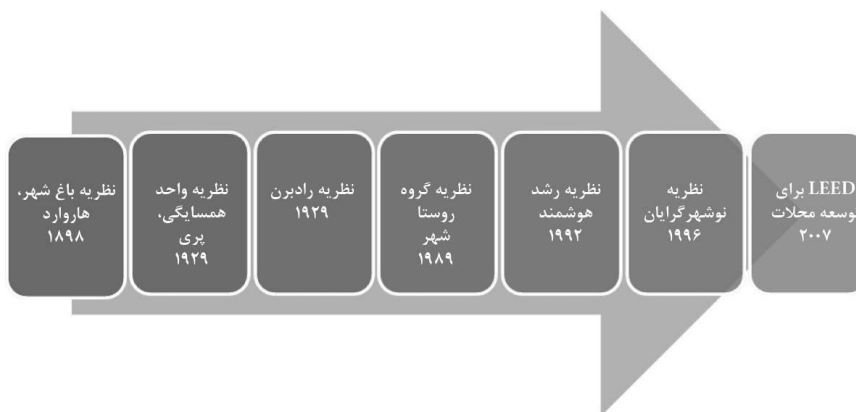 نظریه باغ شهر،
هاروارد
۱۸۹۸
نظریه واحد
همسایگی،
پری
۱۹۲۹
نظریه رادبرن
۱۹۲۹
نظریه گروه
روستا
شهر
۱۹۸۹
نظریه رشد
هوشمند
۱۹۹۲
نظریه
نوشهرگرایان
۱۹۹۶
LEED برای
توسعه محلات
۲۰۰۷